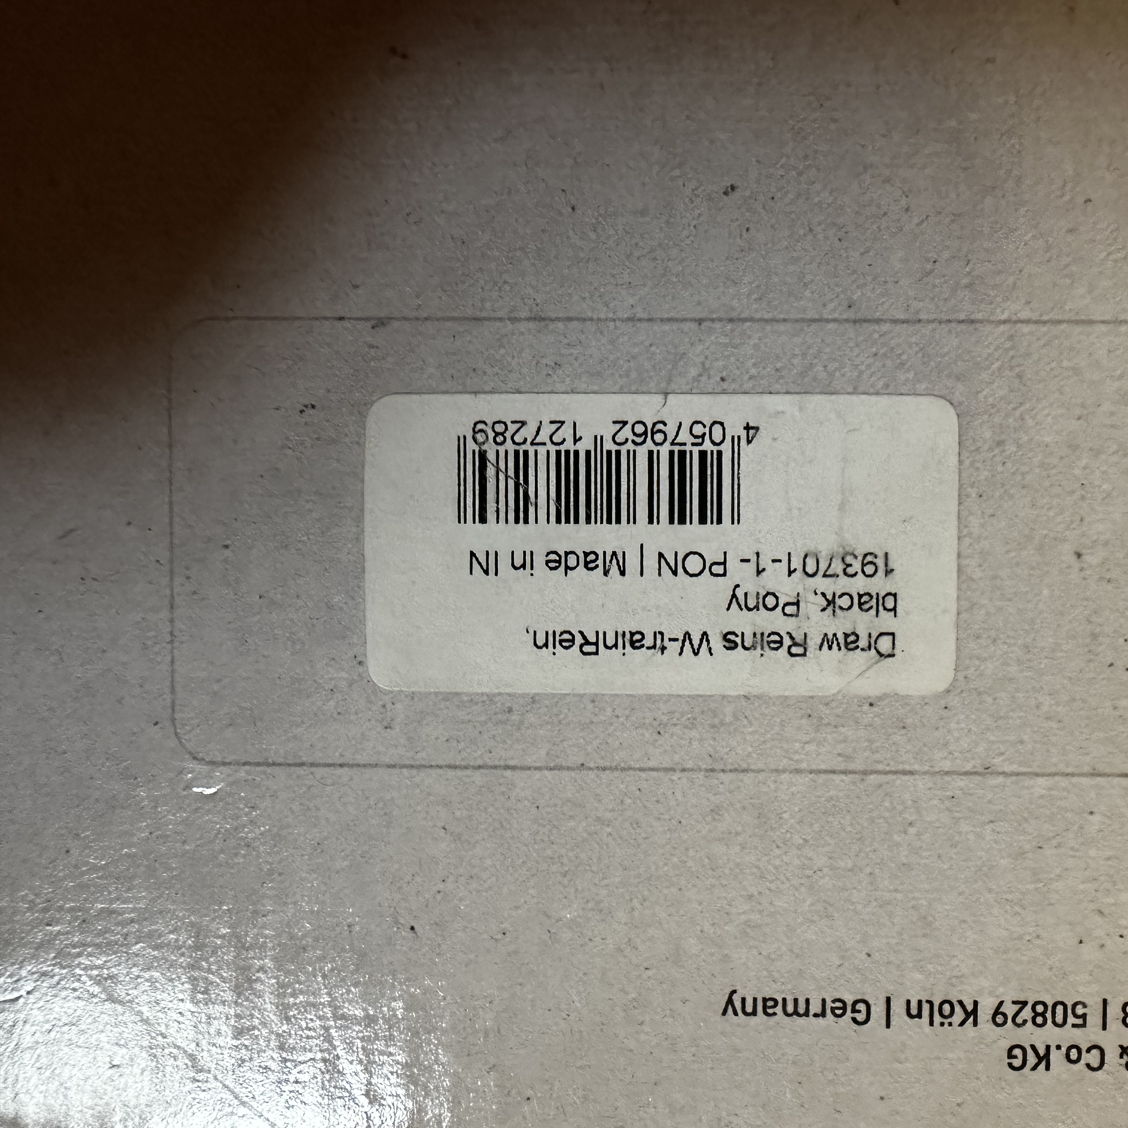 Draw Reins W-trainRein,
black, Pony
193701-1- PON | Made in IN
4 057962 127289
& Co.KG
3 | 50829 Köln | Germany